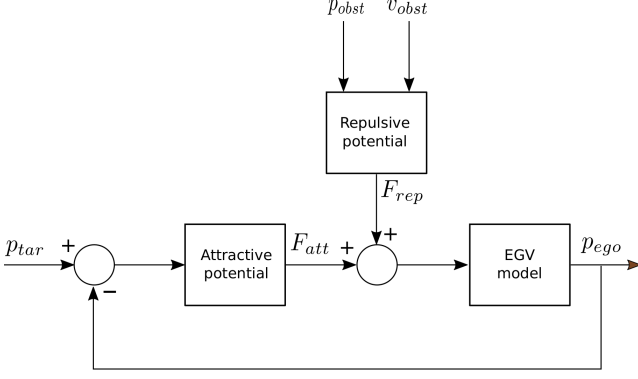 p_obst v_obst
Repulsive
potential
F_rep
+
p_tar + Attractive
potential
F_att + EGV
model
p_ego
−